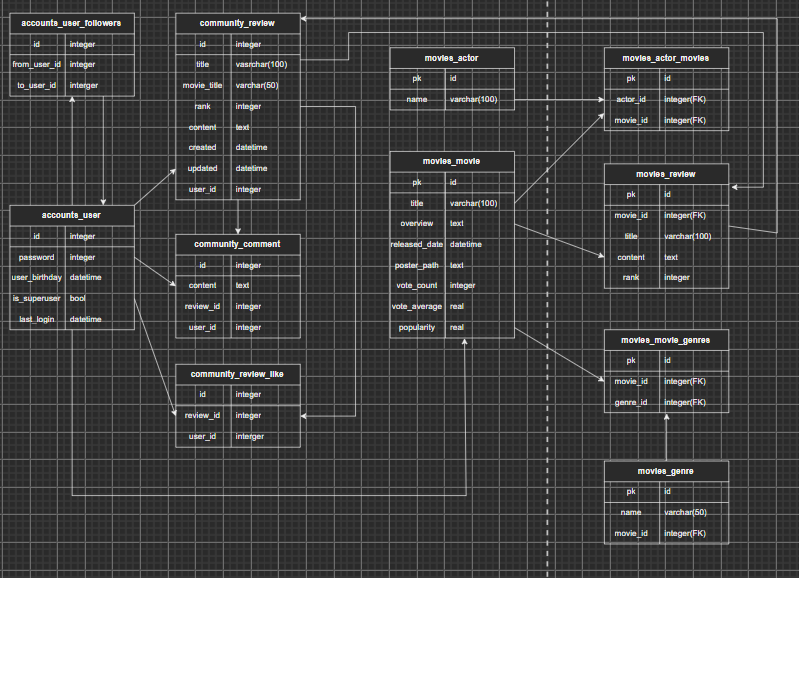 accounts_user_followers
id integer
from_user_id integer
to_user_id interger
accounts_user
id integer
password integer
user_birthday datetime
is_superuser bool
last_login datetime
community_review
id integer
title vasrchar(100)
movie_title varchar(50)
rank integer
content text
created datetime
updated datetime
user_id integer
community_comment
id integer
content text
review_id integer
user_id integer
community_review_like
id integer
review_id integer
user_id interger
movies_actor
pk id
name varchar(100)
movies_movie
pk id
title varchar(100)
overview text
released_date datetime
poster_path text
vote_count integer
vote_average real
popularity real
movies_actor_movies
pk id
actor_id integer(FK)
movie_id integer(FK)
movies_review
pk id
movie_id integer(FK)
title varchar(100)
content text
rank integer
movies_movie_genres
pk id
movie_id integer(FK)
genre_id integer(FK)
movies_genre
pk id
name varchar(50)
movie_id integer(FK)